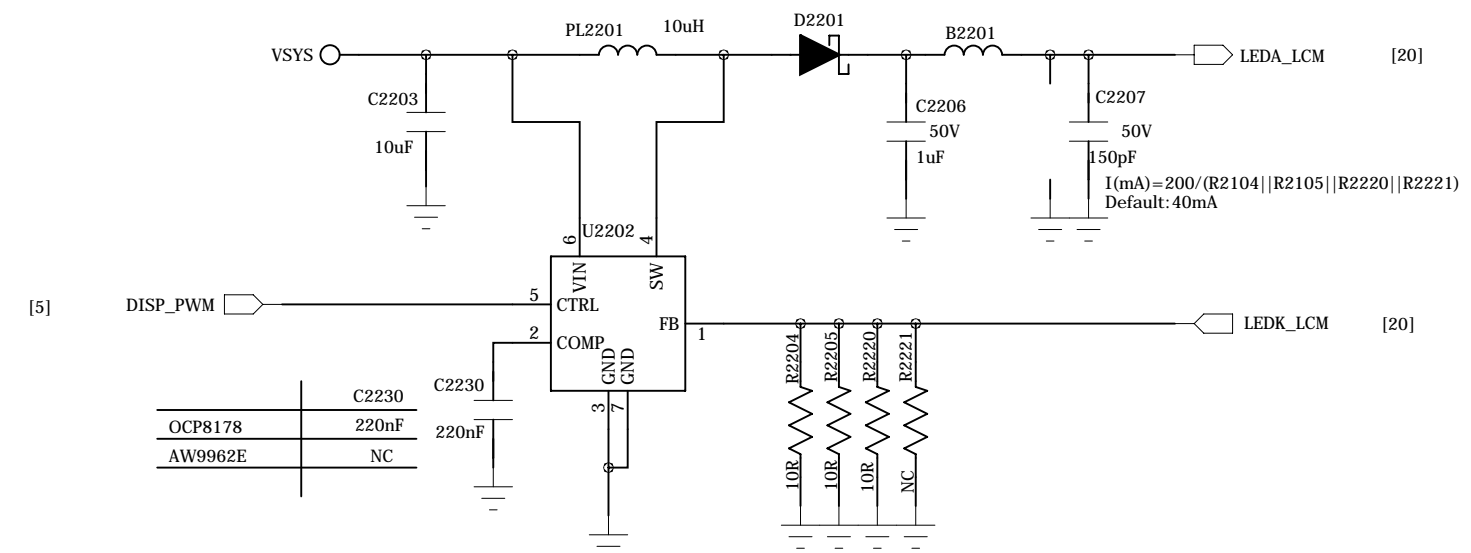 D2201
PL2201
10uH
B2201
VSYS
LEDA_LCM
[20]
C2203
10uF
C2206
50V
1uF
C2207
50V
150pF
I(mA)=200/(R2104||R2105||R2220||R2221)
Default:40mA
U2202
6
4
VIN
SW
[5]
DISP_PWM
5
CTRL
FB
1
LEDK_LCM
[20]
2
COMP
GND
GND
3
7
R2204
R2205
R2220
R2221
C2230
220nF
C2230
OCP8178
220nF
AW9962E
NC
10R
10R
10R
NC